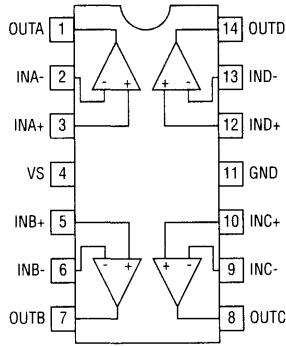 OUTA 1 14 OUTD
INA- 2 - + + - 13 IND-
INA+ 3 12 IND+
VS 4 11 GND
INB+ 5 10 INC+
INB- 6 - + + - 9 INC-
OUTB 7 8 OUTC